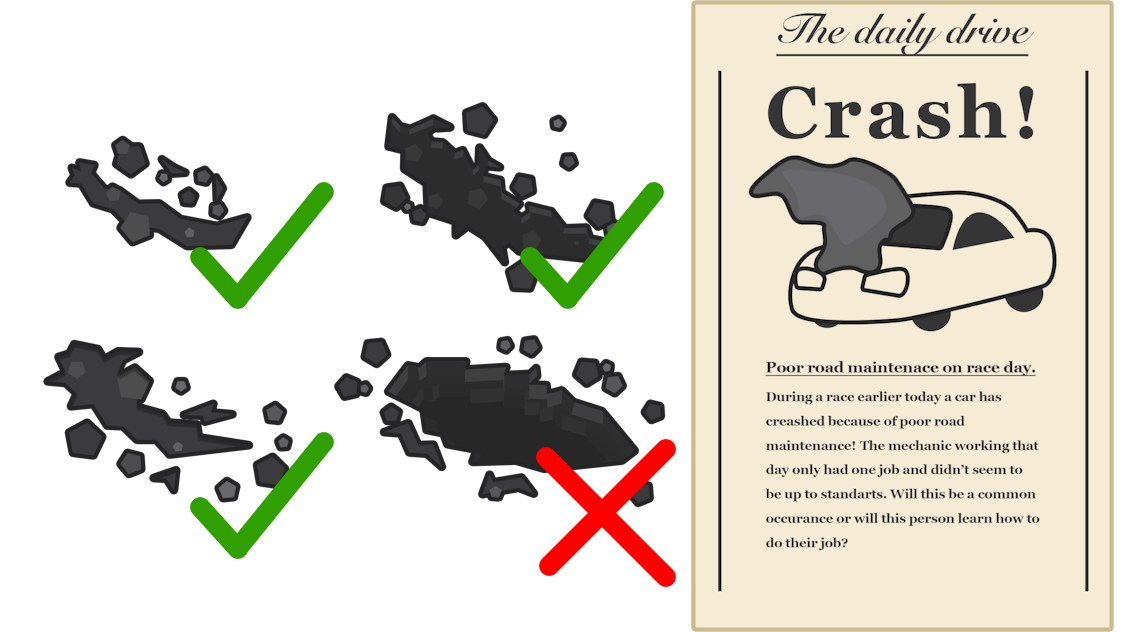 The daily drive
Crash!
Poor road maintenace on race day.
During a race earlier today a car has
creashed because of poor road
maintenance! The mechanic working that
day only had one job and didn't seem to
be up to standarts. Will this be a common
occurance or will this person learn how to
do their job?